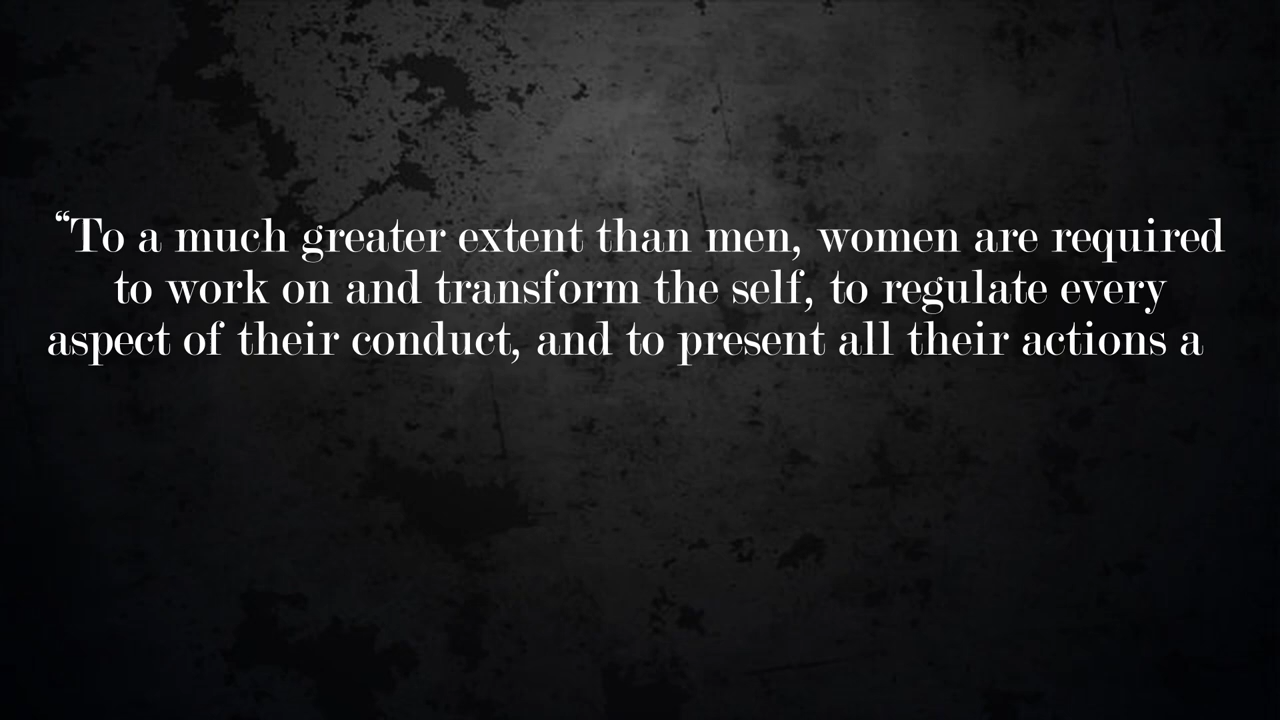 “To a much greater extent than men, women are required
to work on and transform the self, to regulate every
aspect of their conduct, and to present all their actions a